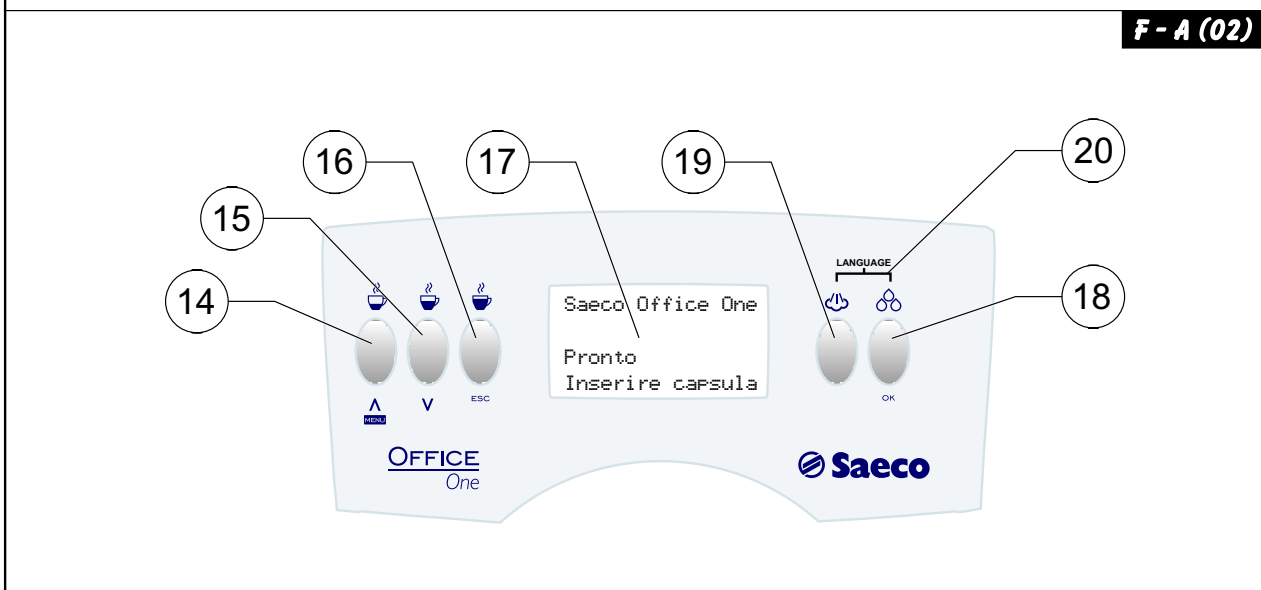 F - A (02)
16
17
19
20
15
14
18
LANGUAGE
Saeco Office One
Pronto
Inserire capsula
MENU
ESC
OK
OFFICE
One
Saeco